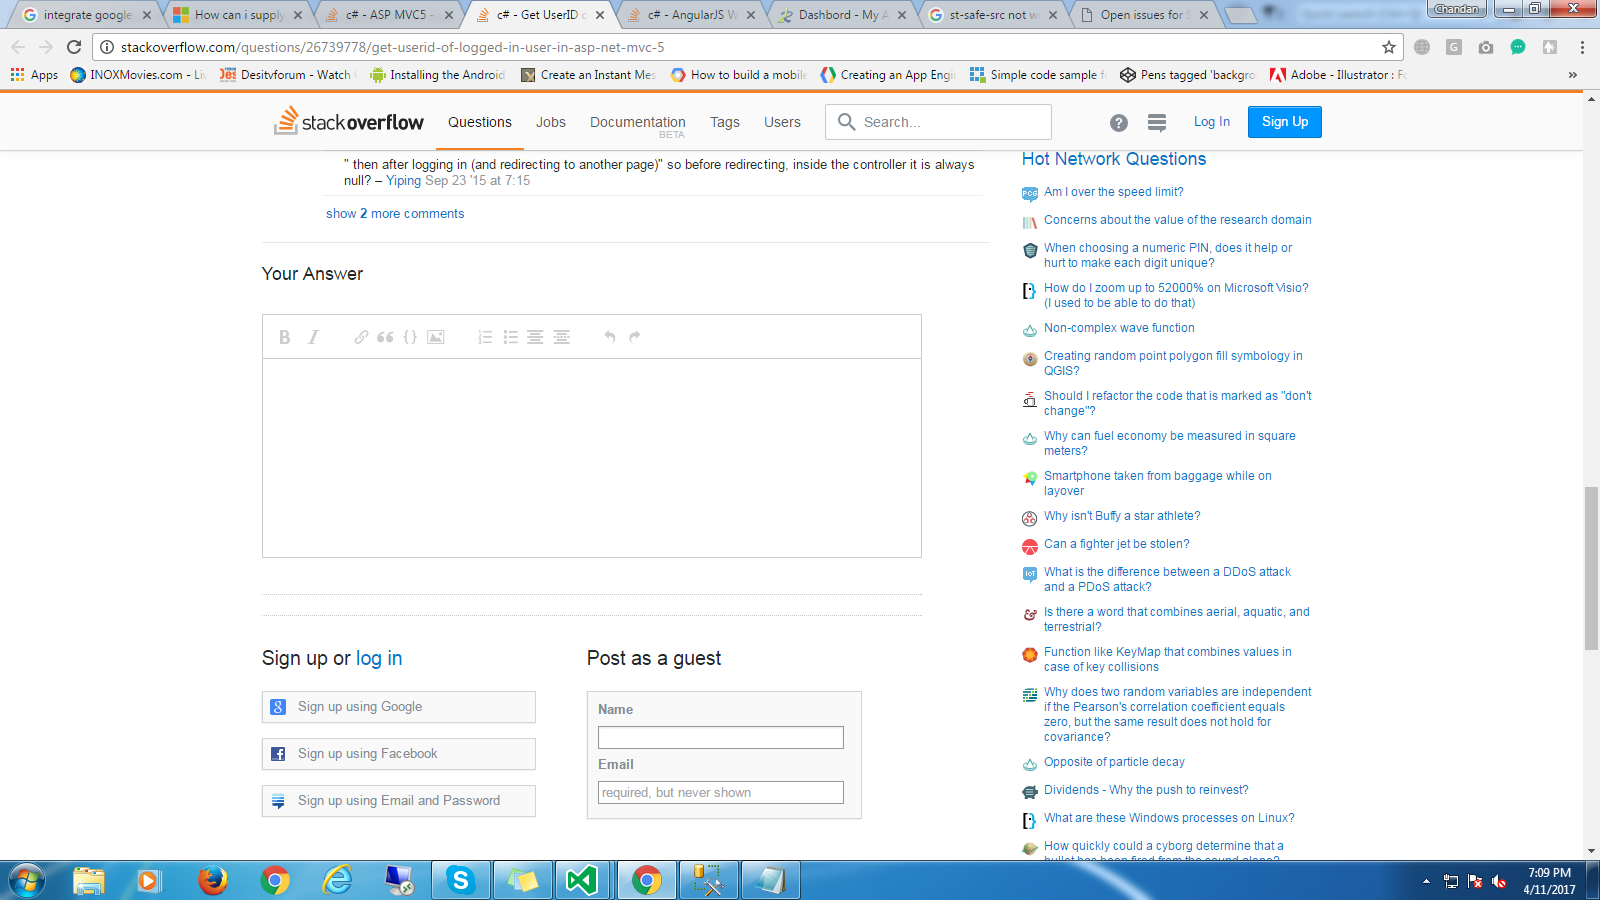 integrate google
How can i supply
c# - ASP MVC5 -
c# - Get UserID
c# - AngularJS W
Dashbord - My A
st-safe-src not w
Open issues for
Chandan
stackoverflow.com/questions/26739778/get-userid-of-logged-in-user-in-asp-net-mvc-5
Apps
INOXMovies.com - Li
Desitvforum - Watch
Installing the Android
Create an Instant Mes
How to build a mobile
Creating an App Engi
Simple code sample f
Pens tagged 'backgro
Adobe - Illustrator : F
»
stackoverflow
Questions
Jobs
Documentation
BETA
Tags
Users
Search...
Log In
Sign Up
" then after logging in (and redirecting to another page)" so before redirecting, inside the controller it is always
null? – Yiping Sep 23 '15 at 7:15
show 2 more comments
Your Answer
Sign up or log in
Sign up using Google
Sign up using Facebook
Sign up using Email and Password
Post as a guest
Name
Email
required, but never shown
Hot Network Questions
Am I over the speed limit?
Concerns about the value of the research domain
When choosing a numeric PIN, does it help or
hurt to make each digit unique?
How do I zoom up to 52000% on Microsoft Visio?
(I used to be able to do that)
Non-complex wave function
Creating random point polygon fill symbology in
QGIS?
Should I refactor the code that is marked as "don't
change"?
Why can fuel economy be measured in square
meters?
Smartphone taken from baggage while on
layover
Why isn't Buffy a star athlete?
Can a fighter jet be stolen?
What is the difference between a DDoS attack
and a PDoS attack?
Is there a word that combines aerial, aquatic, and
terrestrial?
Function like KeyMap that combines values in
case of key collisions
Why does two random variables are independent
if the Pearson's correlation coefficient equals
zero, but the same result does not hold for
covariance?
Opposite of particle decay
Dividends - Why the push to reinvest?
What are these Windows processes on Linux?
How quickly could a cyborg determine that a
7:09 PM
4/11/2017